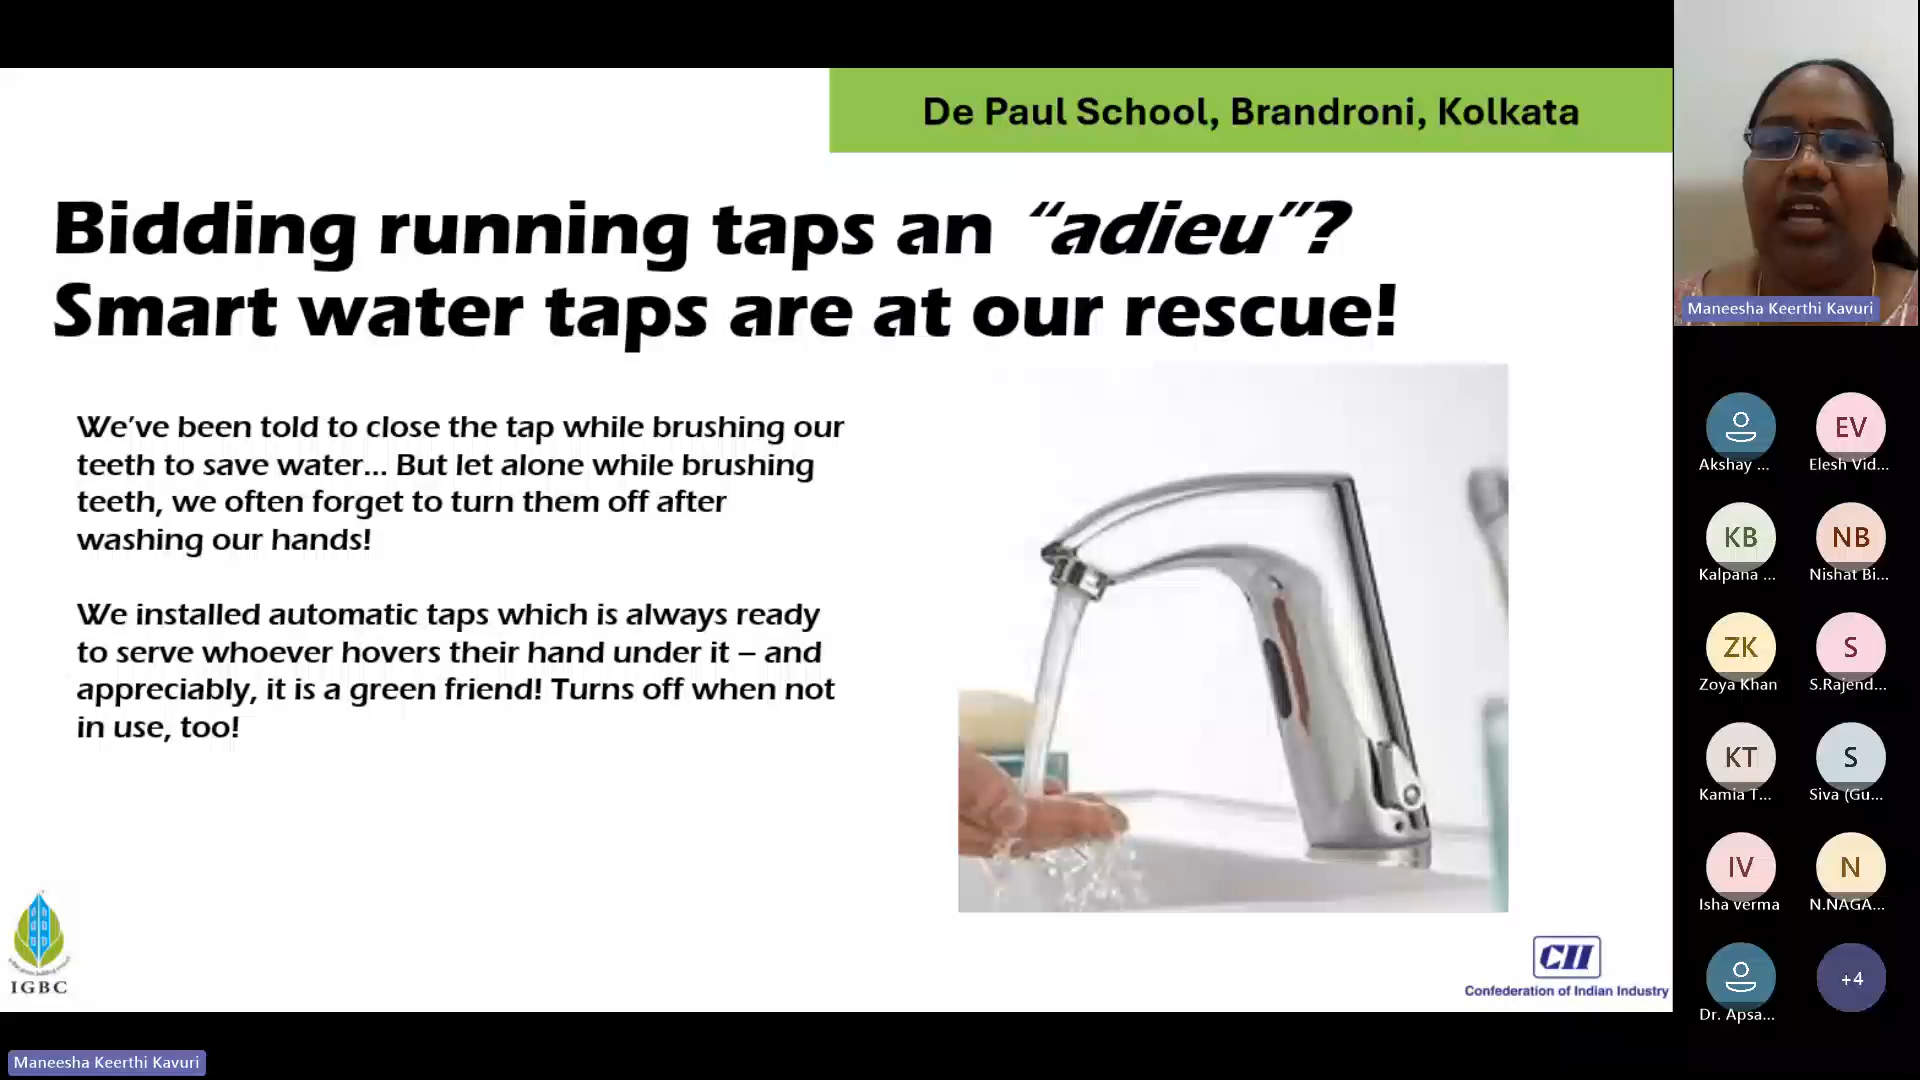 De Paul School, Brandroni, Kolkata
Bidding running taps an “adieu”?
Smart water taps are at our rescue!
We’ve been told to close the tap while brushing our
teeth to save water... But let alone while brushing
teeth, we often forget to turn them off after
washing our hands!
We installed automatic taps which is always ready
to serve whoever hovers their hand under it – and
appreciably, it is a green friend! Turns off when not
in use, too!
IGBC
CII
Confederation of Indian Industry
Maneesha Keerthi Kavuri
Maneesha Keerthi Kavuri
Akshay ...
EV
Elesh Vid...
KB
Kalpana ...
NB
Nishat Bi...
ZK
Zoya Khan
S
S.Rajend...
KT
Kamia T...
S
Siva (Gu...
IV
Isha verma
N
N.NAGA...
Dr. Apsa...
+4